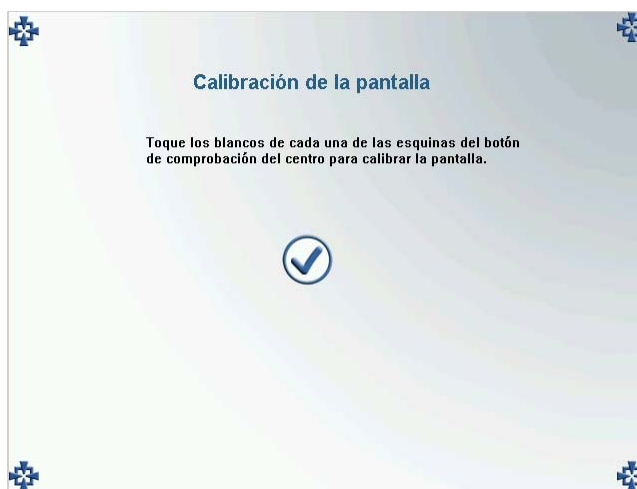 Calibración de la pantalla
Toque los blancos de cada una de las esquinas del botón
de comprobación del centro para calibrar la pantalla.